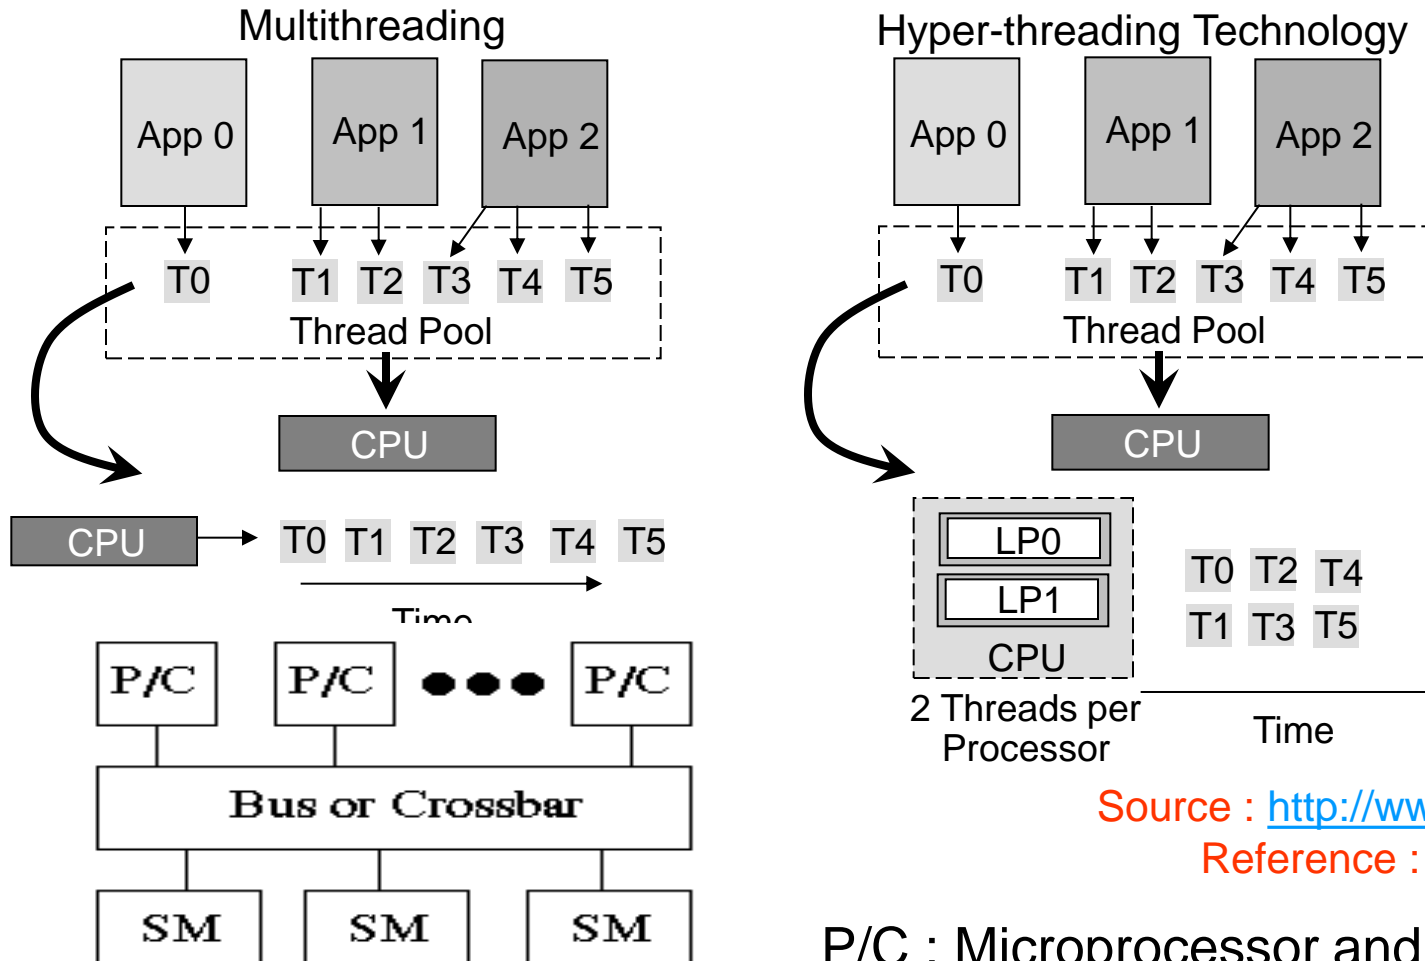 Multithreading
App 0 App 1 App 2
T0 T1 T2 T3 T4 T5
Thread Pool
CPU
CPU T0 T1 T2 T3 T4 T5
Time
P/C P/C P/C
Bus or Crossbar
SM SM SM
Hyper-threading Technology
App 0 App 1 App 2
T0 T1 T2 T3 T4 T5
Thread Pool
CPU
LP0
LP1
CPU
T0 T2 T4
T1 T3 T5
2 Threads per
Processor
Time
Source : http://ww
Reference :
P/C : Microprocessor and